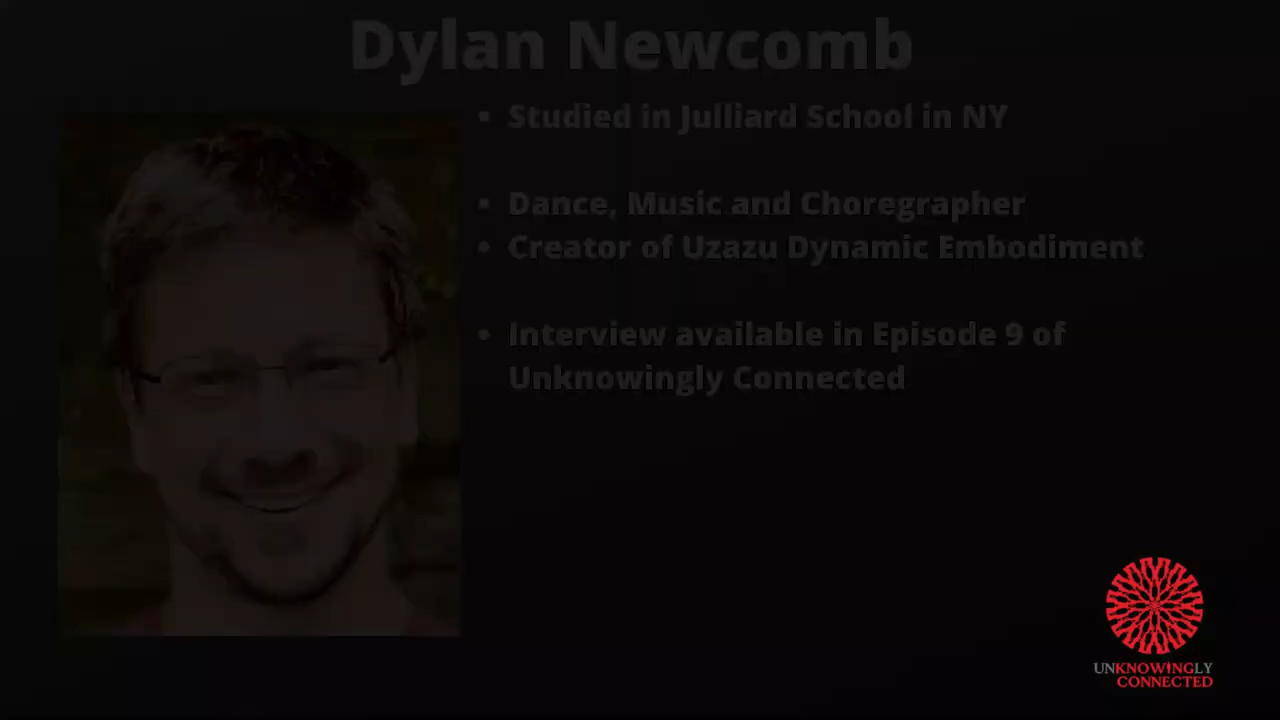 Dylan Newcomb
• Studied in Julliard School in NY
• Dance, Music and Choregrapher
• Creator of Uzazu Dynamic Embodiment
• Interview available in Episode 9 of
Unknowingly Connected
UNKNOWINGLY
CONNECTED